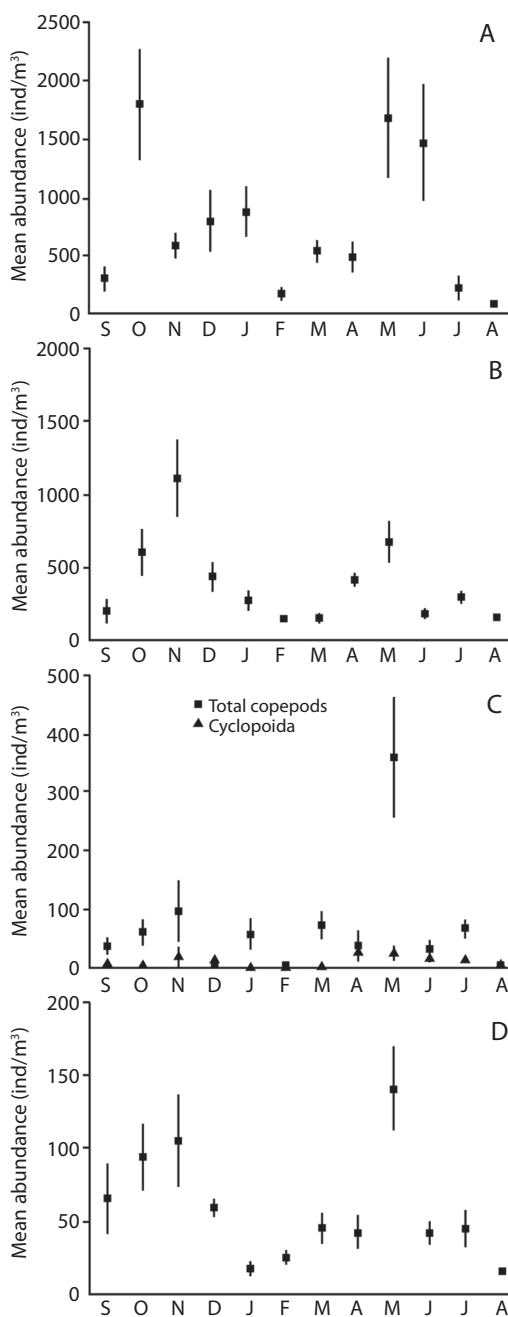 A
Mean abundance (ind/m³)
2500
2000
1500
1000
500
0
S O N D J F M A M J J A
B
Mean abundance (ind/m³)
2000
1500
1000
500
0
S O N D J F M A M J J A
C
Mean abundance (ind/m³)
500
400
300
200
100
0
Total copepods
Cyclopoida
S O N D J F M A M J J A
D
Mean abundance (ind/m³)
200
150
100
50
0
S O N D J F M A M J J A